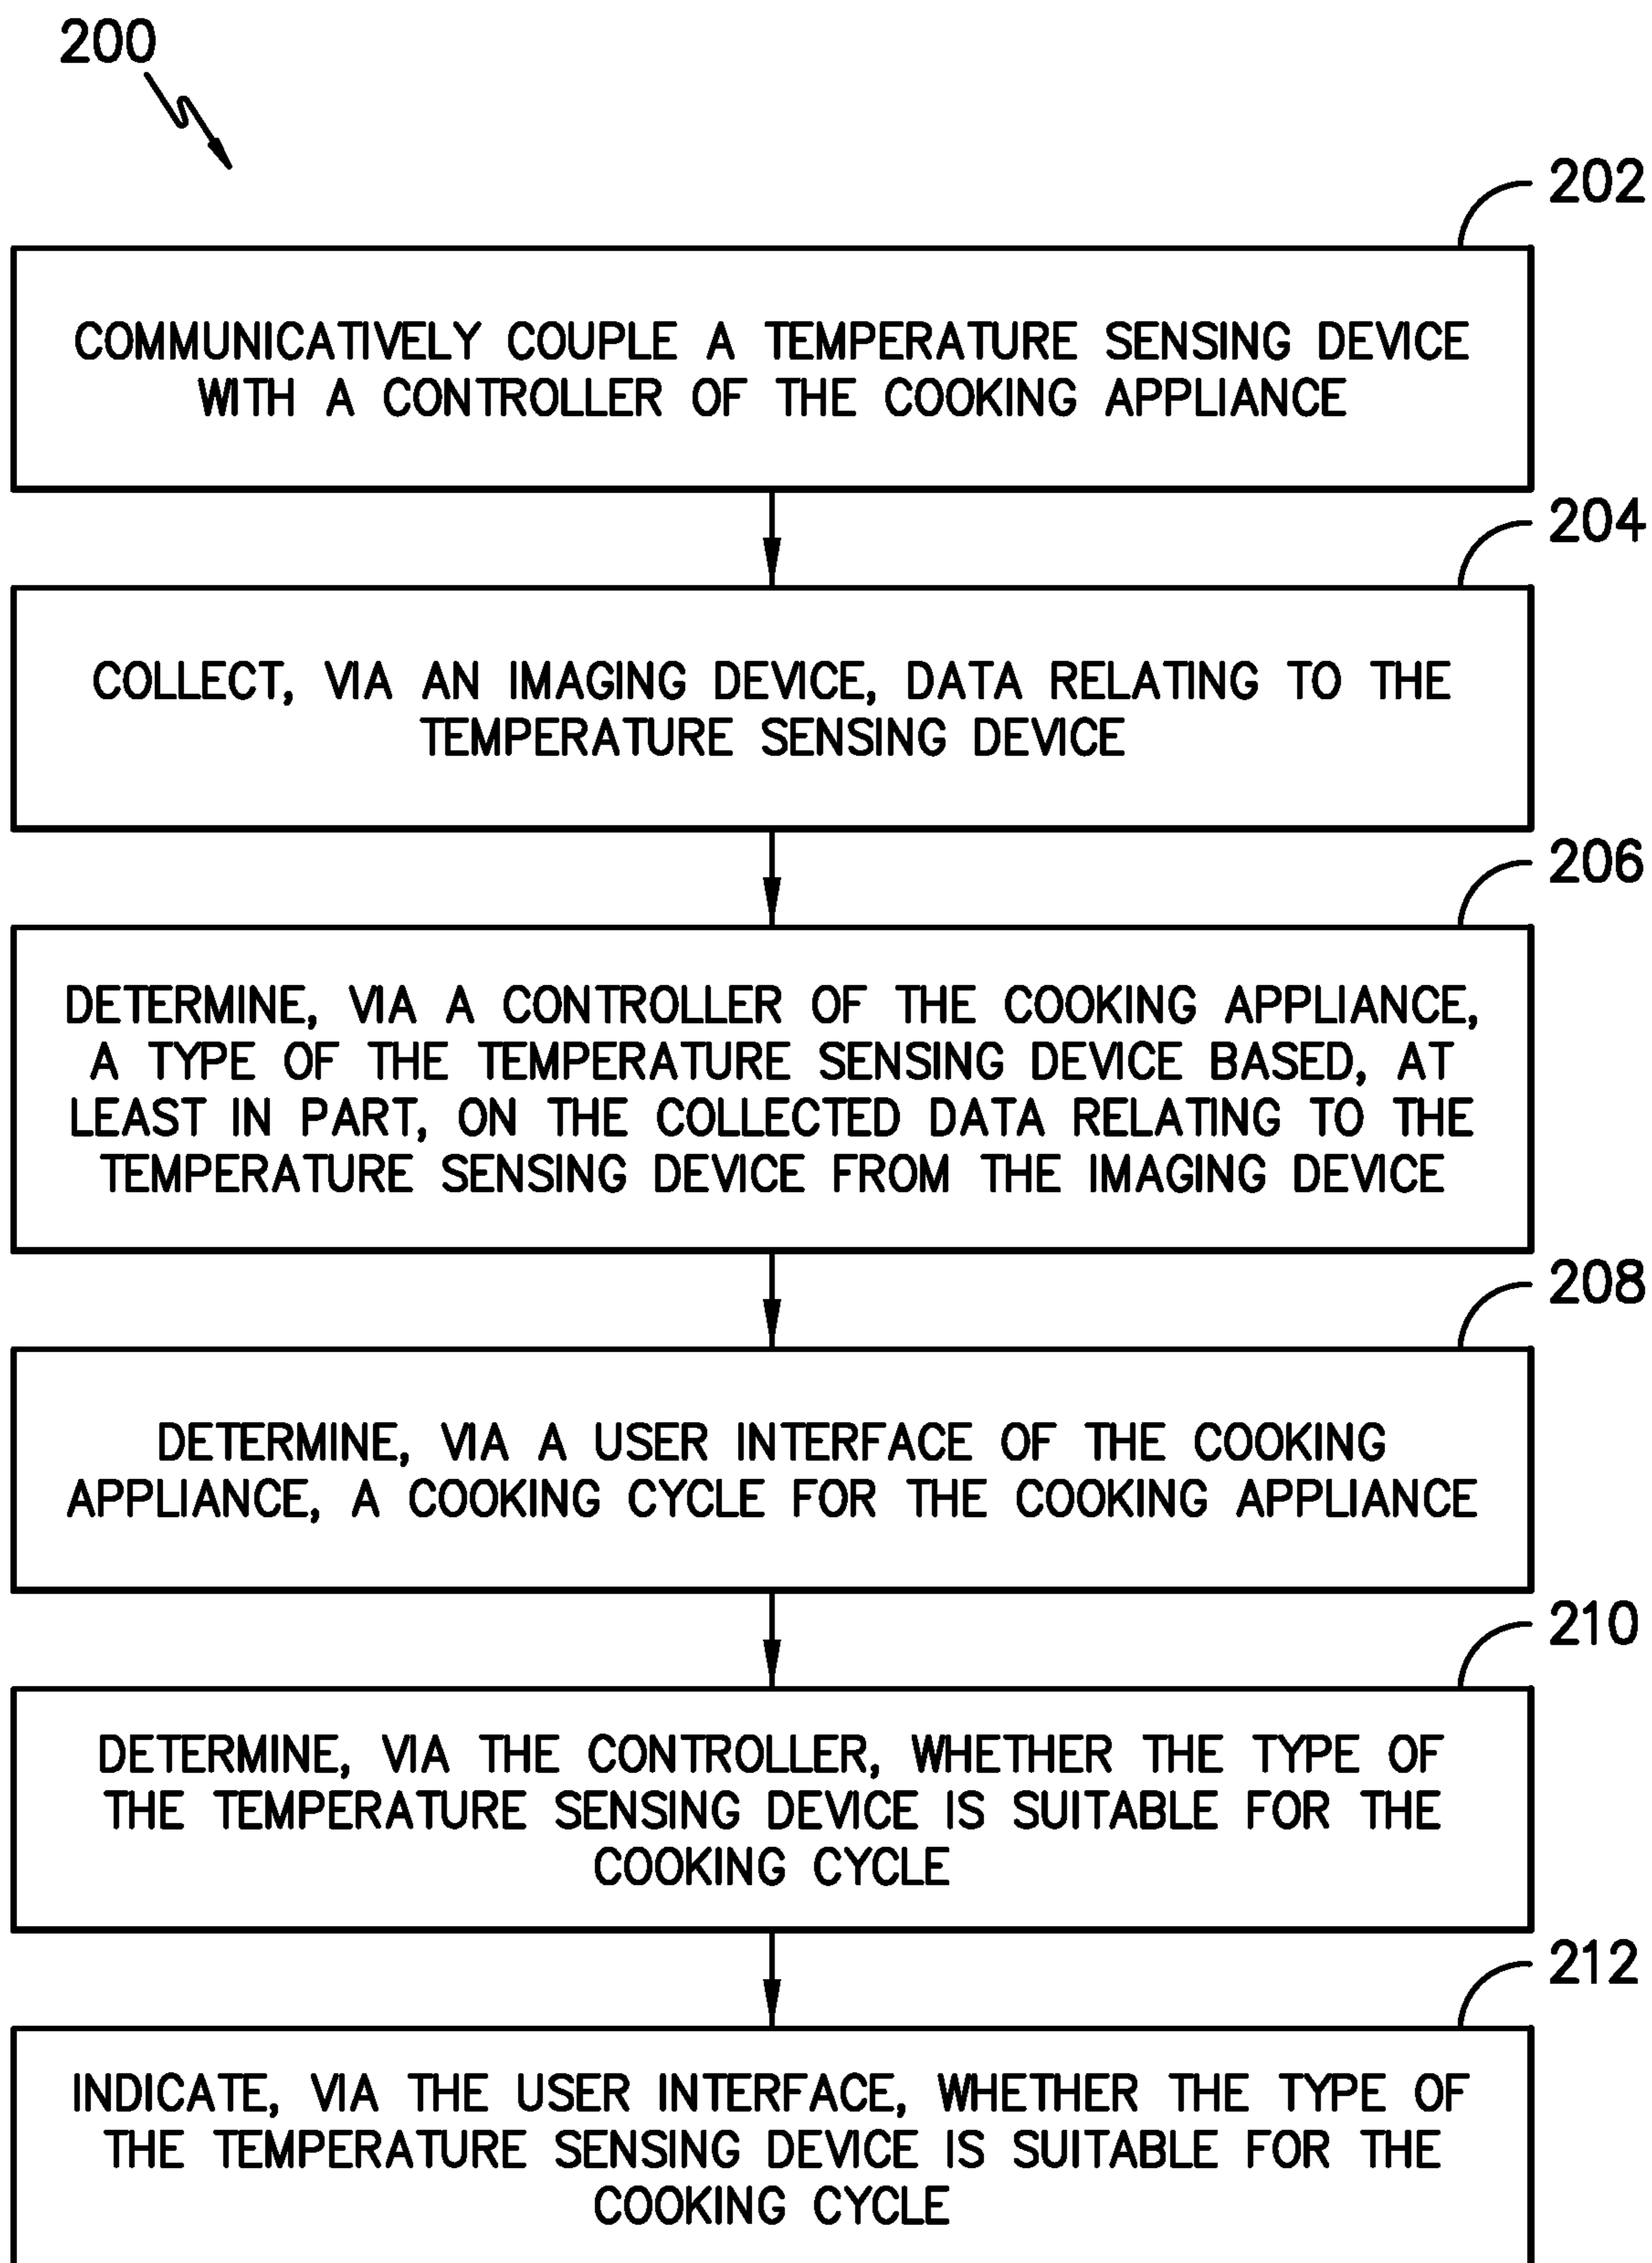 200
202
COMMUNICATIVELY COUPLE A TEMPERATURE SENSING DEVICE
WITH A CONTROLLER OF THE COOKING APPLIANCE
204
COLLECT, VIA AN IMAGING DEVICE, DATA RELATING TO THE
TEMPERATURE SENSING DEVICE
206
DETERMINE, VIA A CONTROLLER OF THE COOKING APPLIANCE,
A TYPE OF THE TEMPERATURE SENSING DEVICE BASED, AT
LEAST IN PART, ON THE COLLECTED DATA RELATING TO THE
TEMPERATURE SENSING DEVICE FROM THE IMAGING DEVICE
208
DETERMINE, VIA A USER INTERFACE OF THE COOKING
APPLIANCE, A COOKING CYCLE FOR THE COOKING APPLIANCE
210
DETERMINE, VIA THE CONTROLLER, WHETHER THE TYPE OF
THE TEMPERATURE SENSING DEVICE IS SUITABLE FOR THE
COOKING CYCLE
212
INDICATE, VIA THE USER INTERFACE, WHETHER THE TYPE OF
THE TEMPERATURE SENSING DEVICE IS SUITABLE FOR THE
COOKING CYCLE